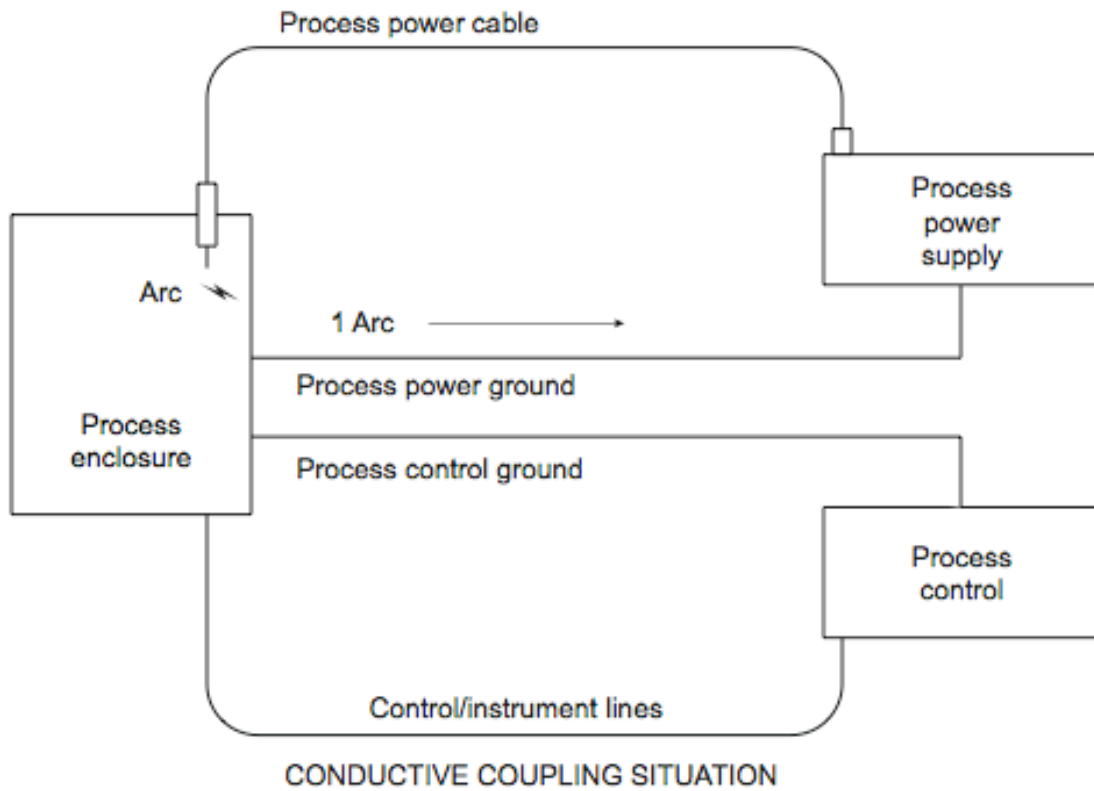 Process power cable
Process
power
supply
Arc
1 Arc
Process power ground
Process
enclosure
Process control ground
Process
control
Control/instrument lines
CONDUCTIVE COUPLING SITUATION